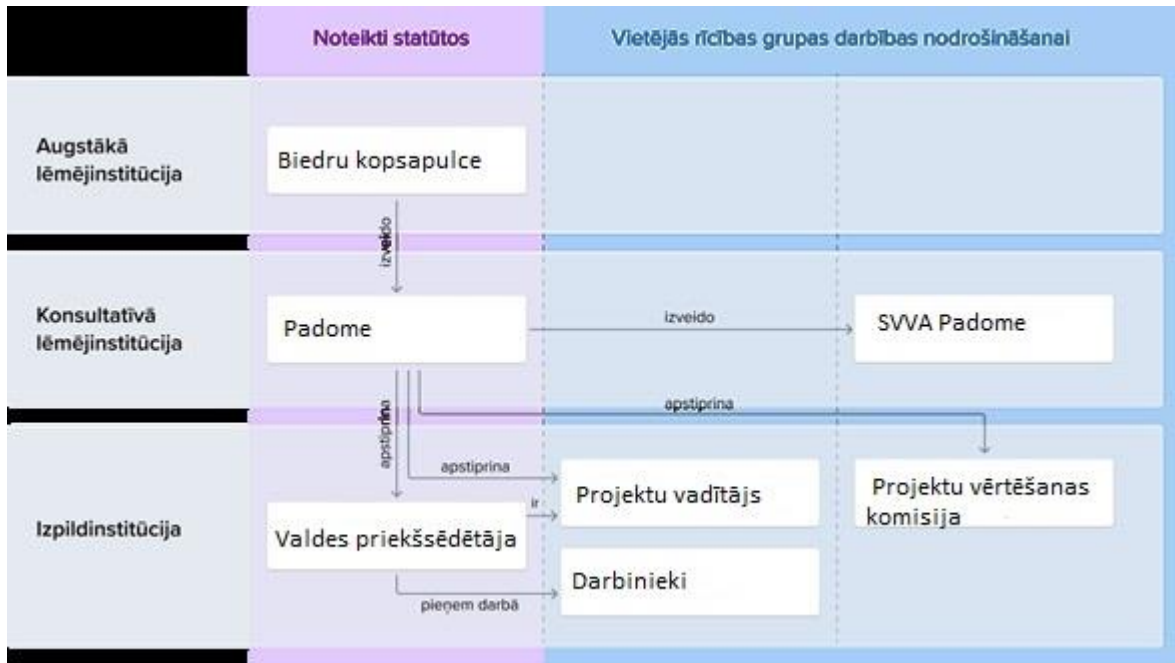 Noteikti statūtos
Vietējās rīcības grupas darbības nodrošināšanai
Augstākā
lēmējinstitūcija
Biedru kopsapulce
izveido
Konsultatīvā
lēmējinstitūcija
Padome
izveido
SVVA Padome
apstiprina
apstiprina
apstiprina
Izpildinstitūcija
Valdes priekšsēdētāja
ir
Projektu vadītājs
Projektu vērtēšanas
komisija
pieņem darbā
Darbinieki